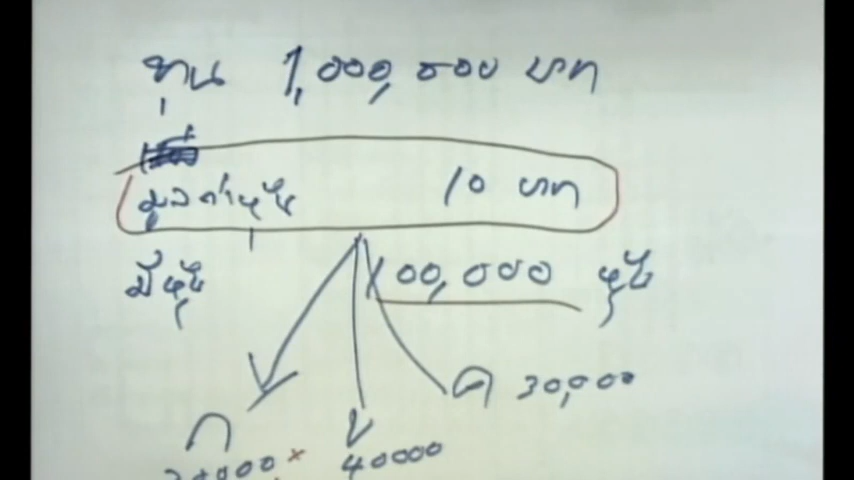 ทุน 1,000,000 บาท
มูลค่าหุ้น 10 บาท
มีหุ้น 100,000 หุ้น
ค 30,000
ก ข
40000